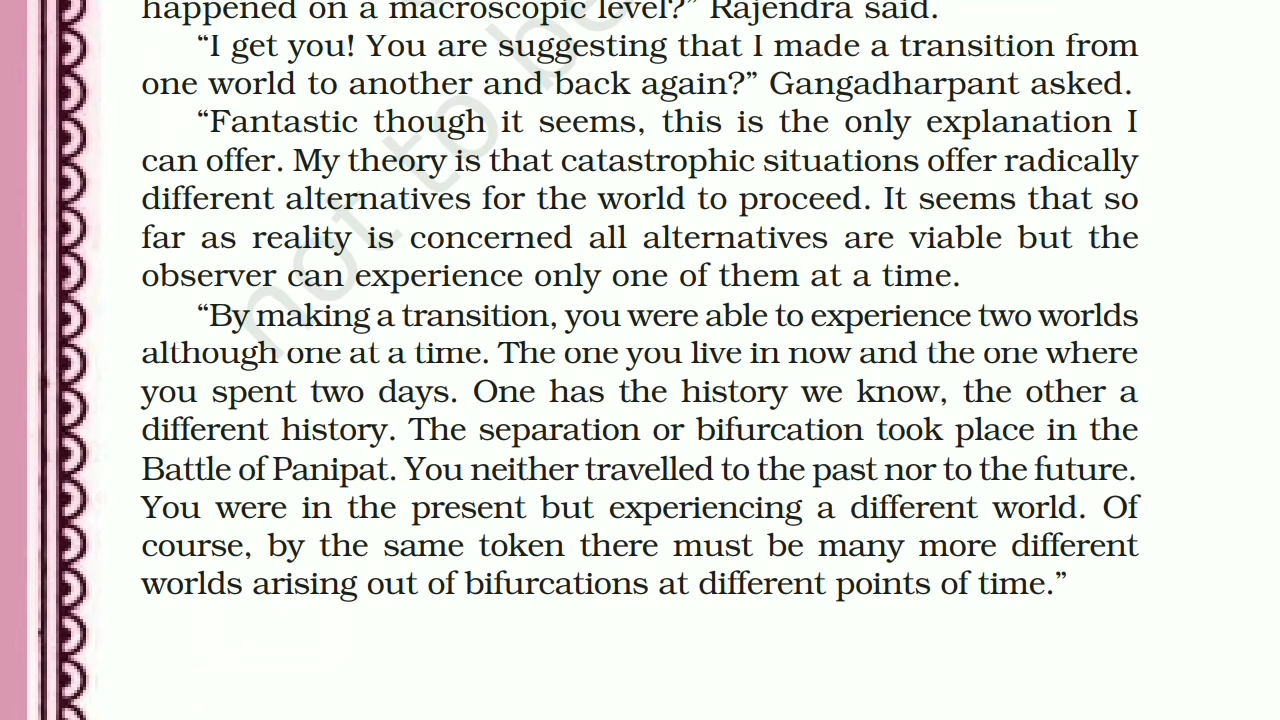 happened on a macroscopic level?” Rajendra said.
“I get you! You are suggesting that I made a transition from
one world to another and back again?” Gangadharpant asked.
“Fantastic though it seems, this is the only explanation I
can offer. My theory is that catastrophic situations offer radically
different alternatives for the world to proceed. It seems that so
far as reality is concerned all alternatives are viable but the
observer can experience only one of them at a time.
“By making a transition, you were able to experience two worlds
although one at a time. The one you live in now and the one where
you spent two days. One has the history we know, the other a
different history. The separation or bifurcation took place in the
Battle of Panipat. You neither travelled to the past nor to the future.
You were in the present but experiencing a different world. Of
course, by the same token there must be many more different
worlds arising out of bifurcations at different points of time.”
not to be